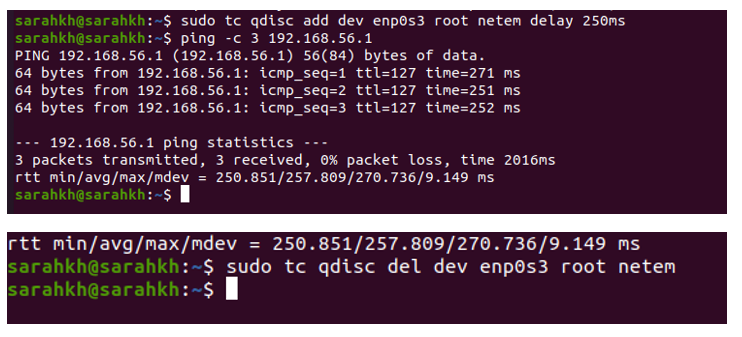 sarahkh@sarahkh:~$ sudo tc qdisc add dev enp0s3 root netem delay 250ms
sarahkh@sarahkh:~$ ping -c 3 192.168.56.1
PING 192.168.56.1 (192.168.56.1) 56(84) bytes of data.
64 bytes from 192.168.56.1: icmp_seq=1 ttl=127 time=271 ms
64 bytes from 192.168.56.1: icmp_seq=2 ttl=127 time=251 ms
64 bytes from 192.168.56.1: icmp_seq=3 ttl=127 time=252 ms
--- 192.168.56.1 ping statistics ---
3 packets transmitted, 3 received, 0% packet loss, time 2016ms
rtt min/avg/max/mdev = 250.851/257.809/270.736/9.149 ms
sarahkh@sarahkh:~$
rtt min/avg/max/mdev = 250.851/257.809/270.736/9.149 ms
sarahkh@sarahkh:~$ sudo tc qdisc del dev enp0s3 root netem
sarahkh@sarahkh:~$